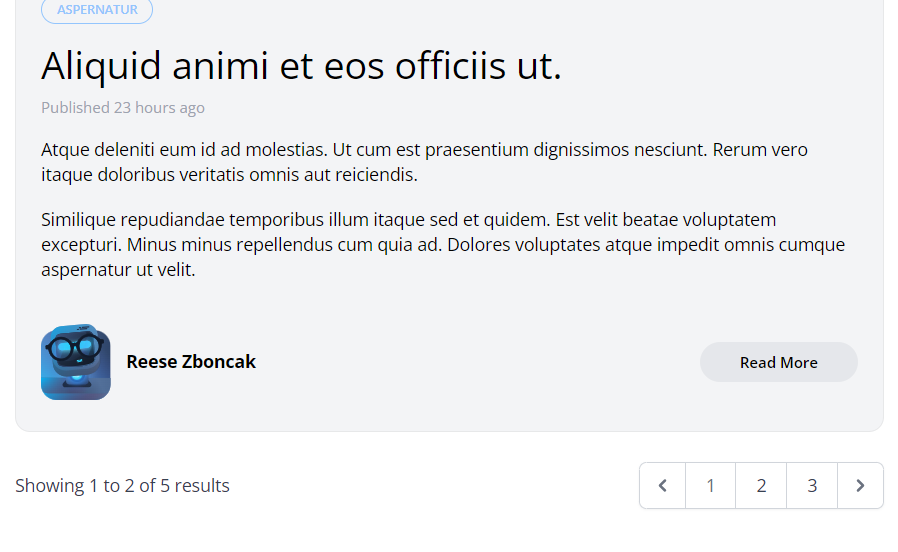 ASPERNATUR
Aliquid animi et eos officiis ut.
Published 23 hours ago
Atque deleniti eum id ad molestias. Ut cum est praesentium dignissimos nesciunt. Rerum vero
itaque doloribus veritatis omnis aut reiciendis.
Similique repudiandae temporibus illum itaque sed et quidem. Est velit beatae voluptatem
excepturi. Minus minus repellendus cum quia ad. Dolores voluptates atque impedit omnis cumque
aspernatur ut velit.
Reese Zboncak
Read More
Showing 1 to 2 of 5 results
1 2 3